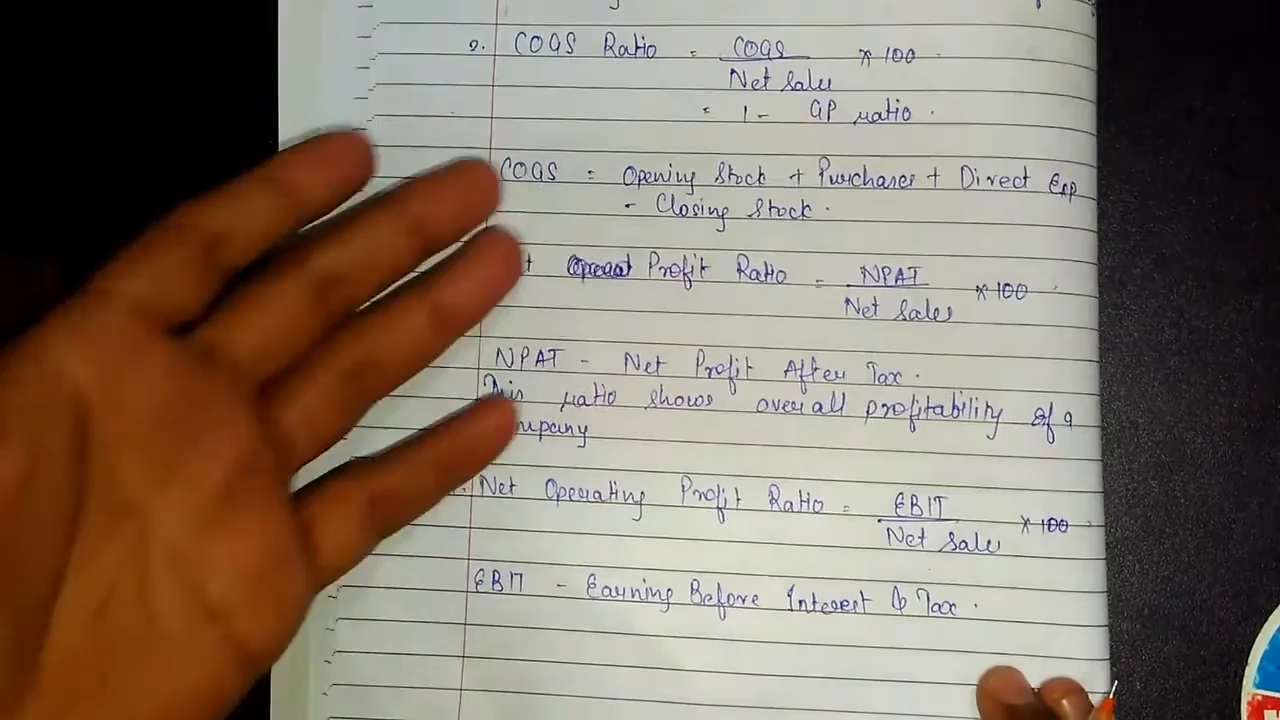 2. COGS Ratio = COGS / Net Sales * 100
= 1 - GP ratio.
COGS = Opening Stock + Purchases + Direct Exp
- Closing Stock.
Profit Ratio = NPAT / Net Sales * 100
NPAT - Net Profit After Tax.
This ratio shows overall profitability of a
company
Net Operating Profit Ratio = EBIT / Net Sales * 100
EBIT - Earning Before Interest & Tax.